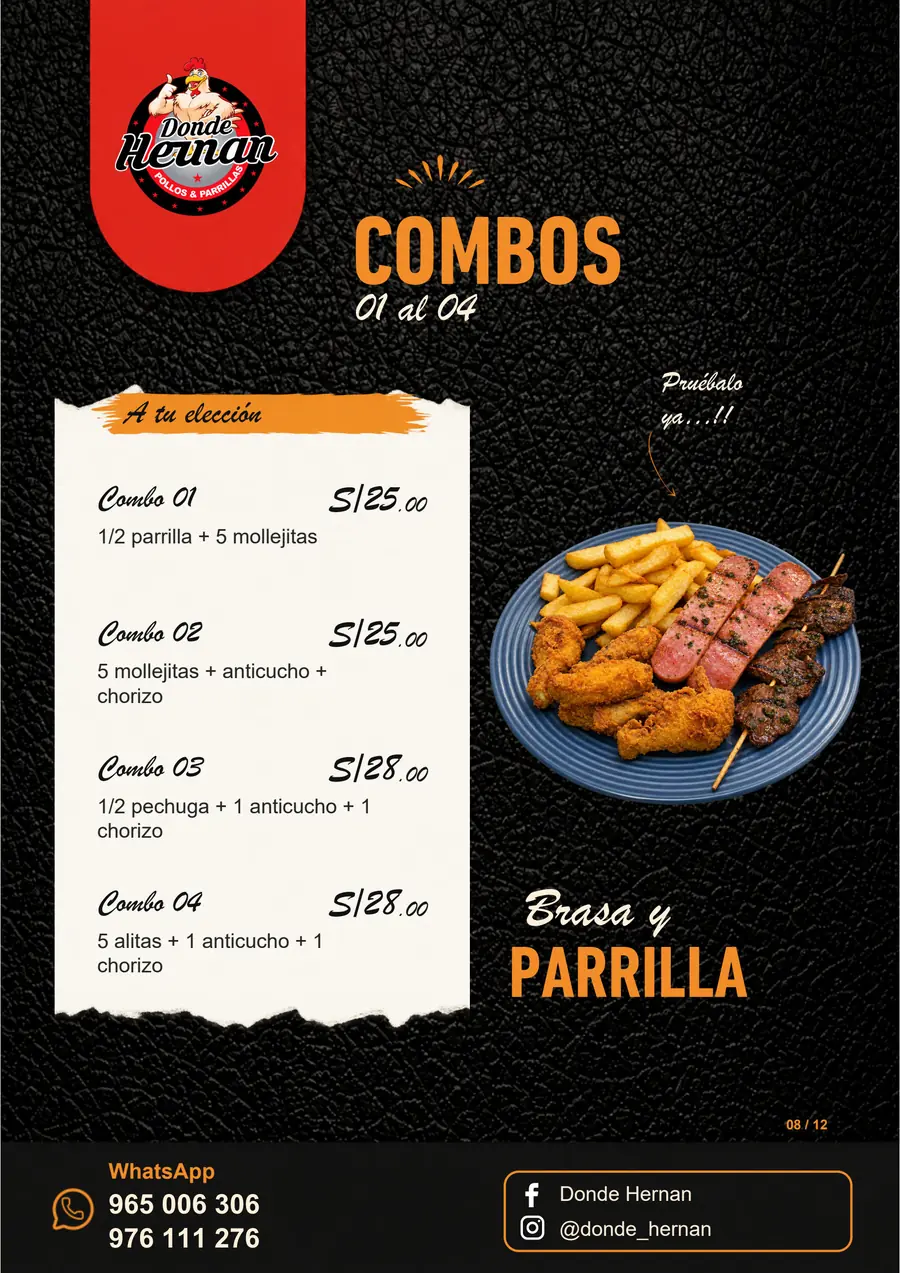 Donde
Hernan
POLLOS & PARRILLAS
COMBOS
01 al 04
Pruébalo
ya...!!
A tu elección
Combo 01 S/25.00
1/2 parrilla + 5 mollejitas
Combo 02 S/25.00
5 mollejitas + anticucho +
chorizo
Combo 03 S/28.00
1/2 pechuga + 1 anticucho + 1
chorizo
Combo 04 S/28.00
5 alitas + 1 anticucho + 1
chorizo
Brasa y
PARRILLA
08 / 12
WhatsApp
965 006 306
976 111 276
Donde Hernan
@donde_hernan